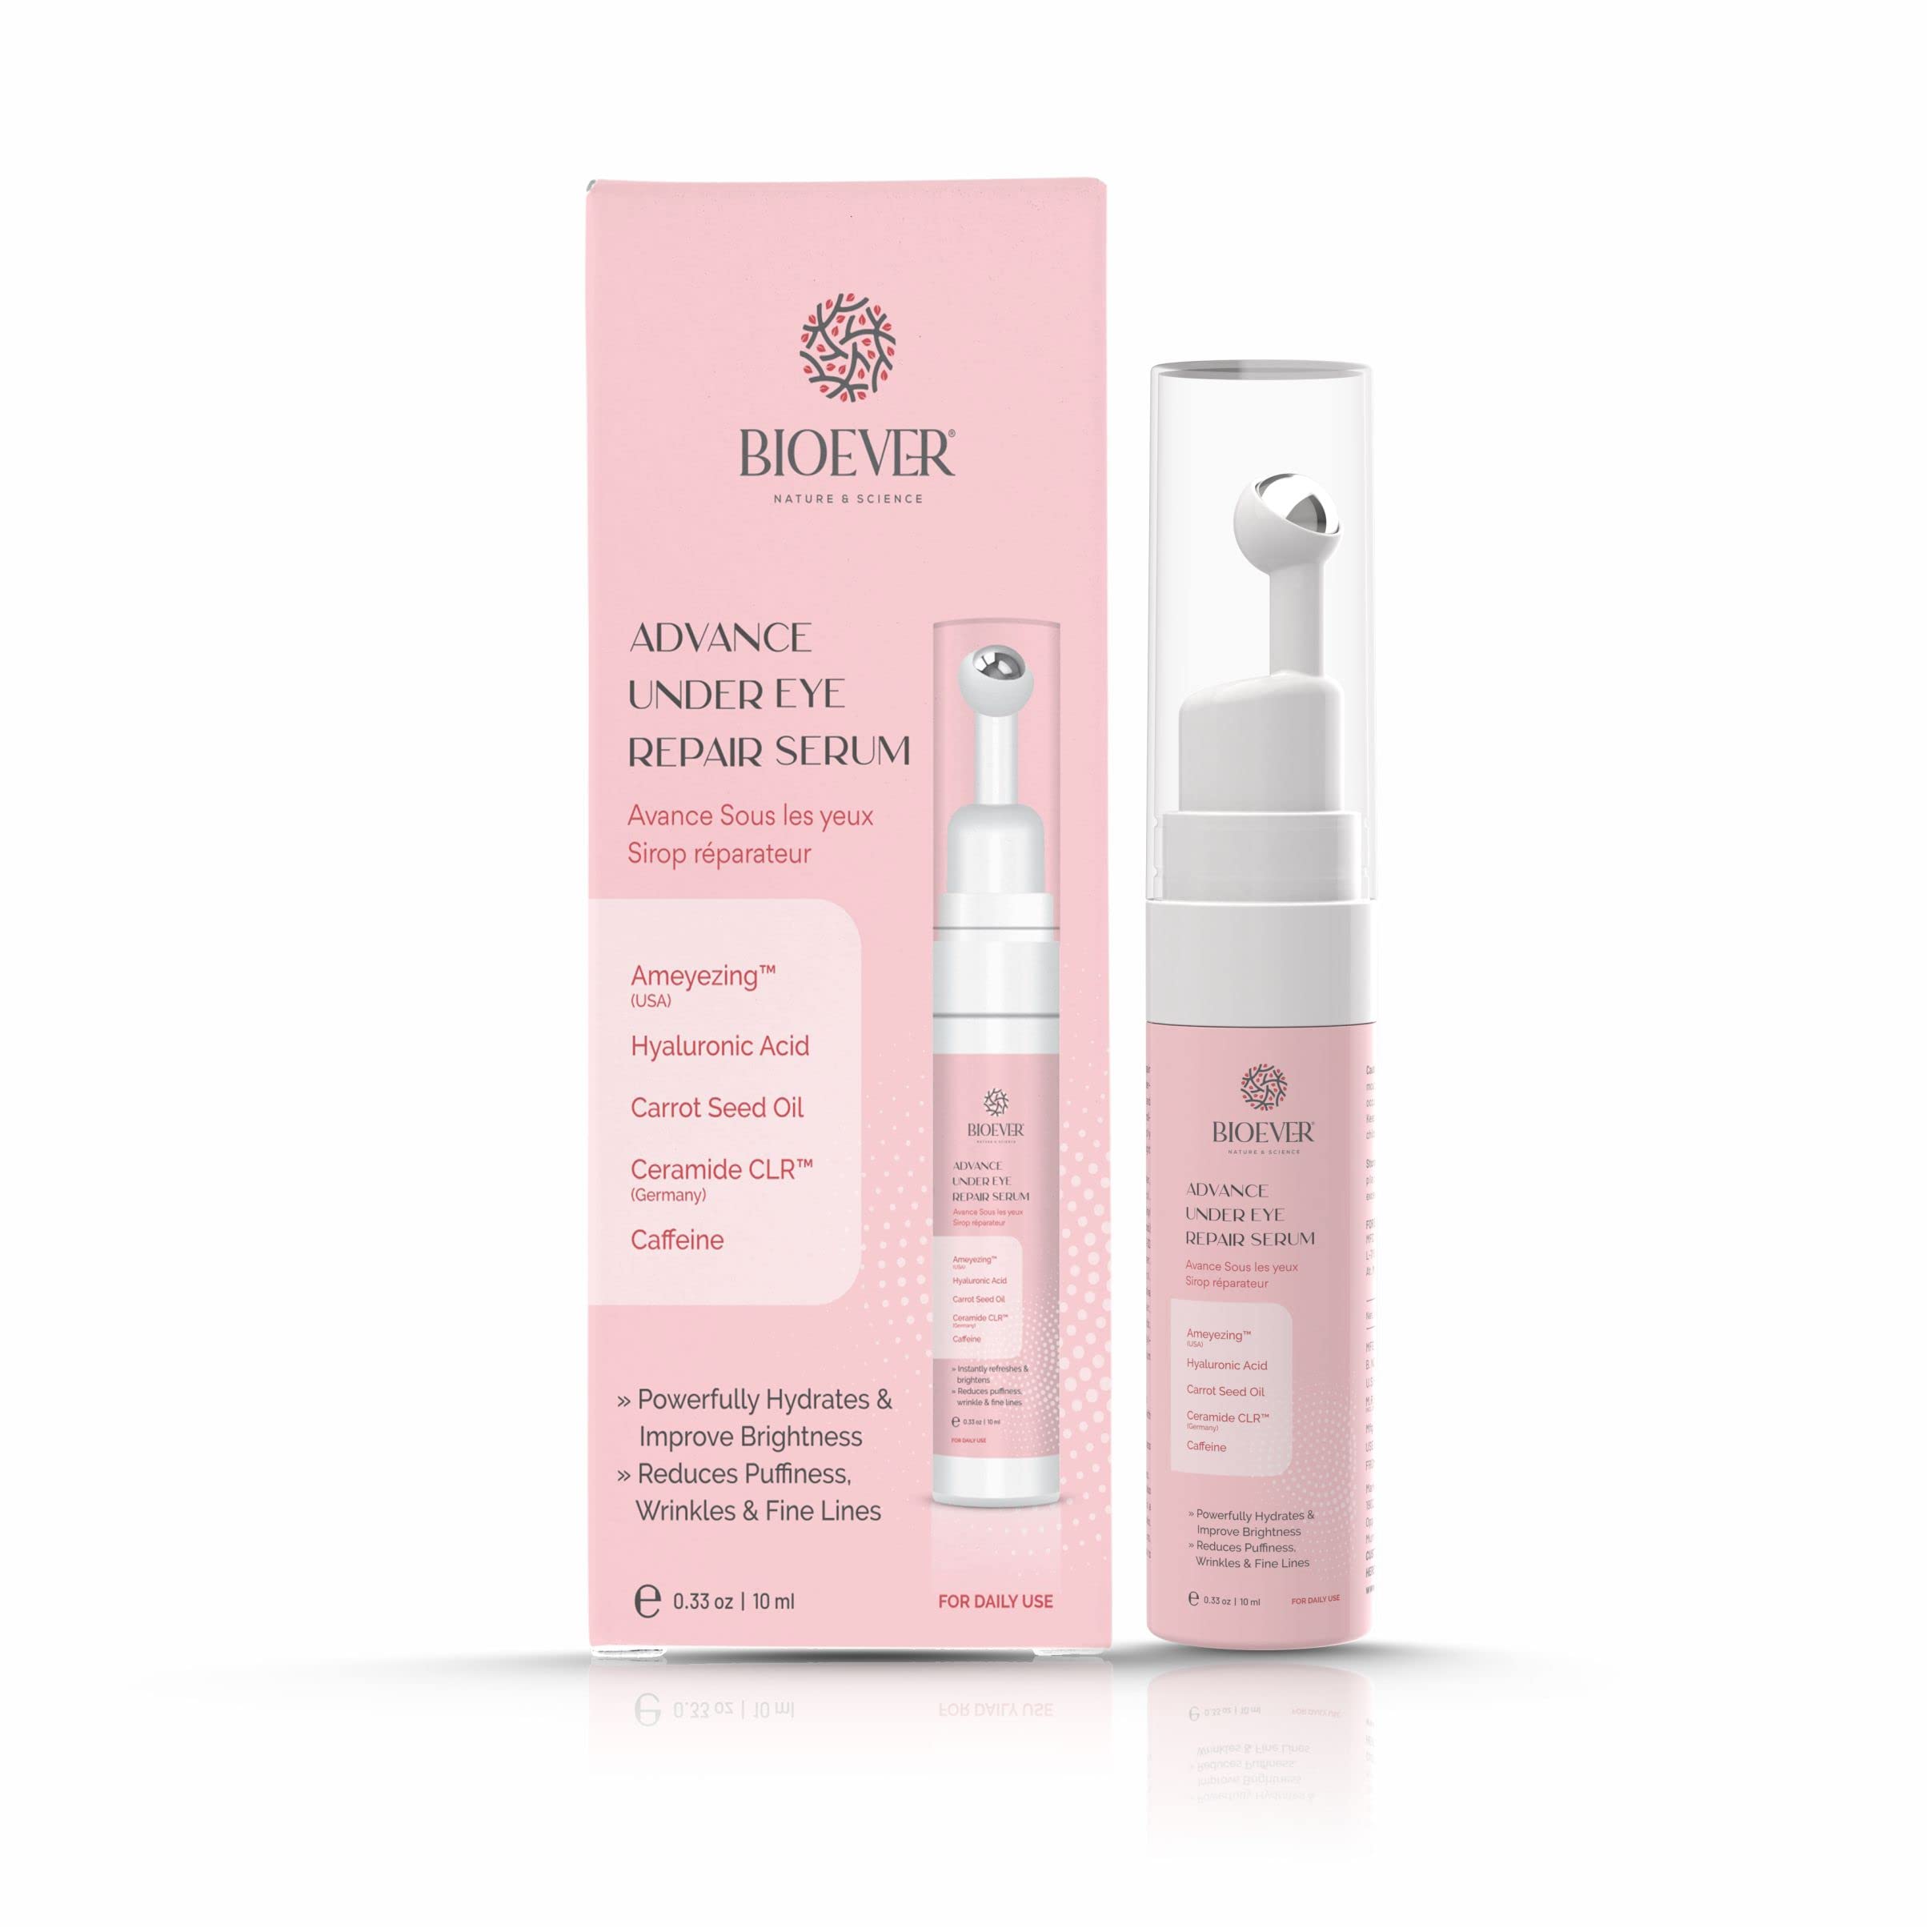 BIOEVER®
NATURE & SCIENCE
ADVANCE
UNDER EYE
REPAIR SERUM
Avance Sous les yeux
Sirop réparateur
Ameyezing™
(USA)
Hyaluronic Acid
Carrot Seed Oil
Ceramide CLR™
(Germany)
Caffeine
» Powerfully Hydrates &
Improve Brightness
» Reduces Puffiness,
Wrinkles & Fine Lines
℮ 0.33 oz | 10 ml
FOR DAILY USE
BIOEVER
NATURE & SCIENCE
ADVANCE
UNDER EYE
REPAIR SERUM
Avance Sous les yeux
Sirop réparateur
Ameyezing™
(USA)
Hyaluronic Acid
Carrot Seed Oil
Ceramide CLR™
(Germany)
Caffeine
» Instantly refreshes &
brightens
» Reduces puffiness,
wrinkle & fine lines
℮ 0.33 oz | 10 ml
FOR DAILY USE
BIOEVER®
NATURE & SCIENCE
ADVANCE
UNDER EYE
REPAIR SERUM
Avance Sous les yeux
Sirop réparateur
Ameyezing™
(USA)
Hyaluronic Acid
Carrot Seed Oil
Ceramide CLR™
(Germany)
Caffeine
» Powerfully Hydrates &
Improve Brightness
» Reduces Puffiness,
Wrinkles & Fine Lines
℮ 0.33 oz | 10 ml
FOR DAILY USE